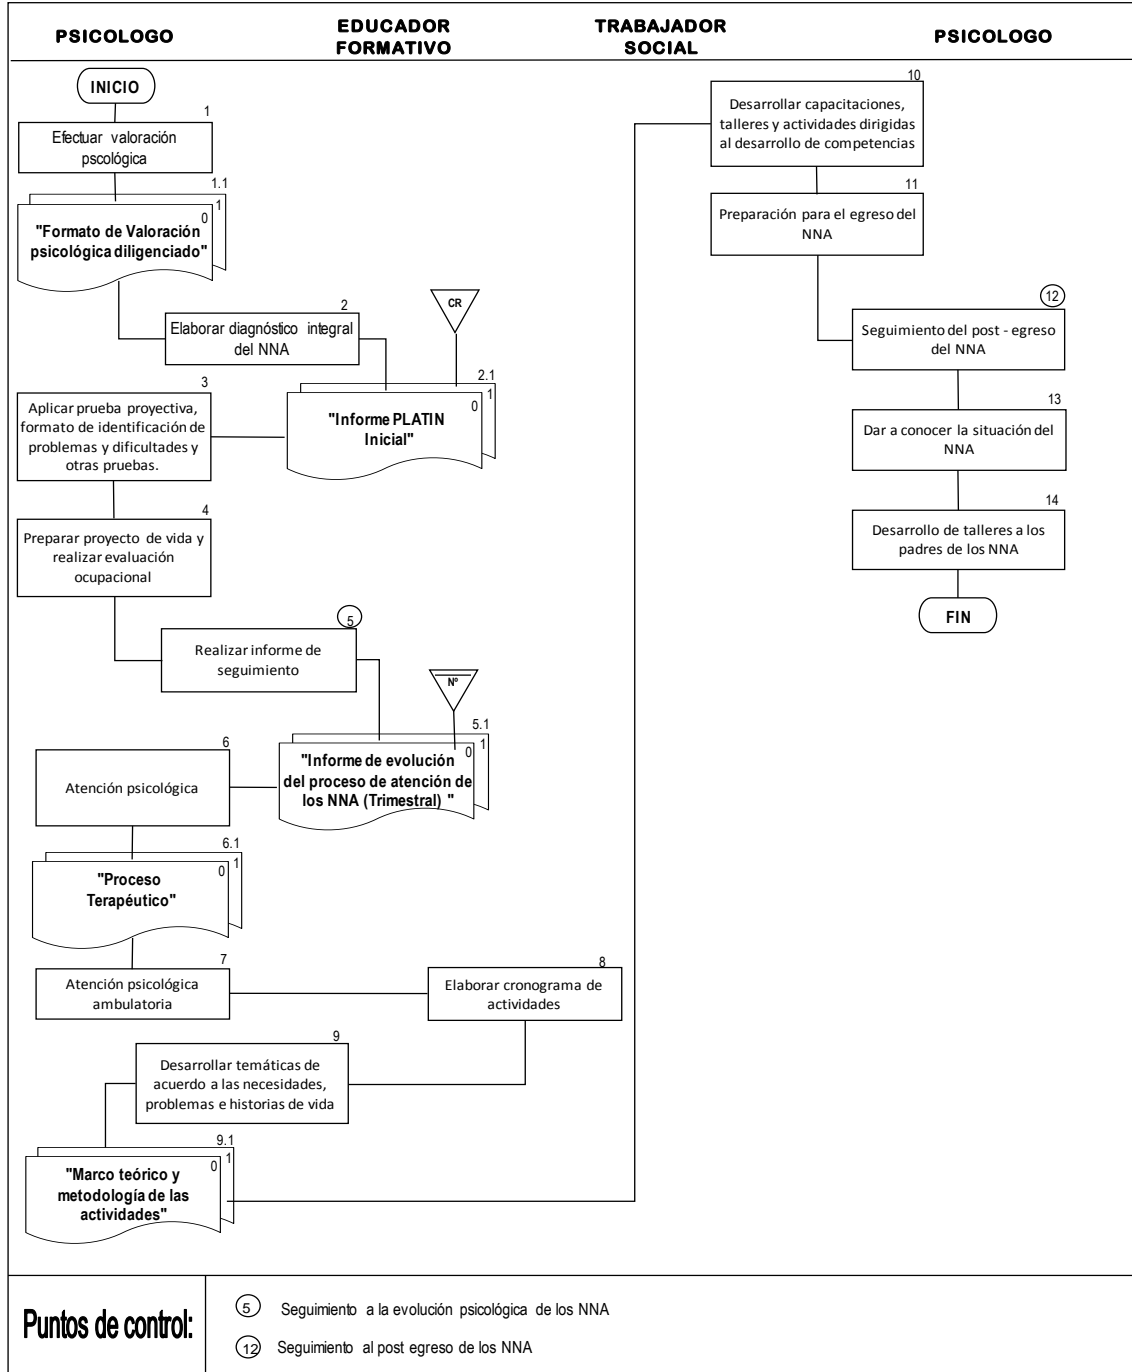 PSICOLOGO
EDUCADOR
FORMATIVO
TRABAJADOR
SOCIAL
PSICOLOGO
INICIO
1
Efectuar valoración
pscológica
1.1
1
0
"Formato de Valoración
psicológica diligenciado"
2
Elaborar diagnóstico integral
del NNA
CR
2.1
1
0
"Informe PLATIN
Inicial"
3
Aplicar prueba proyectiva,
formato de identificación de
problemas y dificultades y
otras pruebas.
4
Preparar proyecto de vida y
realizar evaluación
ocupacional
5
Realizar informe de
seguimiento
Nº
5.1
1
0
"Informe de evolución
del proceso de atención de
los NNA (Trimestral) "
6
Atención psicológica
6.1
1
0
"Proceso
Terapéutico"
7
Atención psicológica
ambulatoria
8
Elaborar cronograma de
actividades
9
Desarrollar temáticas de
acuerdo a las necesidades,
problemas e historias de vida
9.1
1
0
"Marco teórico y
metodología de las
actividades"
10
Desarrollar capacitaciones,
talleres y actividades dirigidas
al desarrollo de competencias
11
Preparación para el egreso del
NNA
12
Seguimiento del post - egreso
del NNA
13
Dar a conocer la situación del
NNA
14
Desarrollo de talleres a los
padres de los NNA
FIN
Puntos de control:
5 Seguimiento a la evolución psicológica de los NNA
12 Seguimiento al post egreso de los NNA